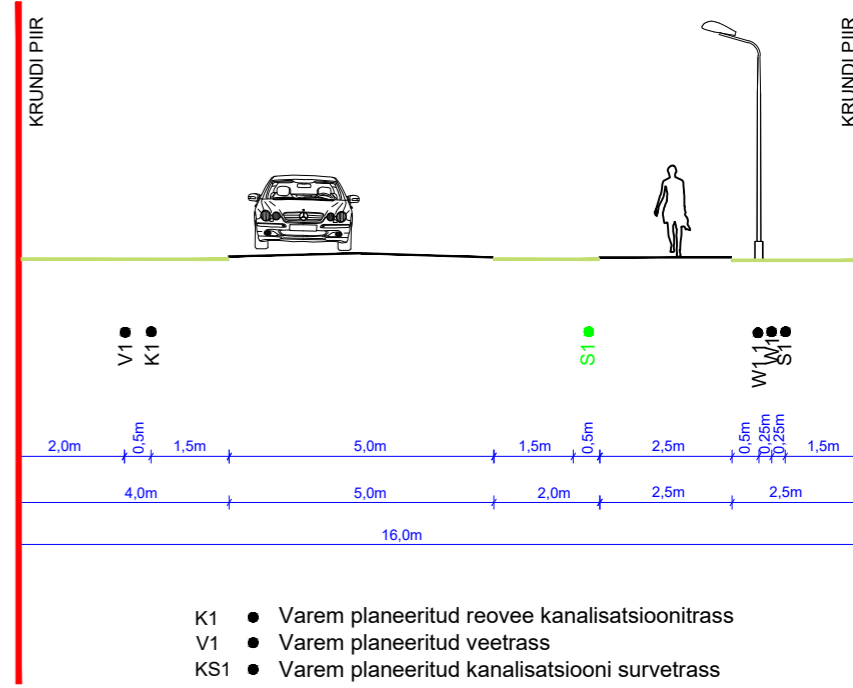 KRUNDI PIIR
KRUNDI PIIR
V1
K1
S1
W1.1
W1
S1
2,0m
0,5m
1,5m
5,0m
1,5m
0,5m
2,5m
0,5m
0,25m
0,25m
1,5m
4,0m
5,0m
2,0m
2,5m
2,5m
16,0m
K1 ● Varem planeeritud reovee kanalisatsioonitrass
V1 ● Varem planeeritud veetrass
KS1 ● Varem planeeritud kanalisatsiooni survetrass